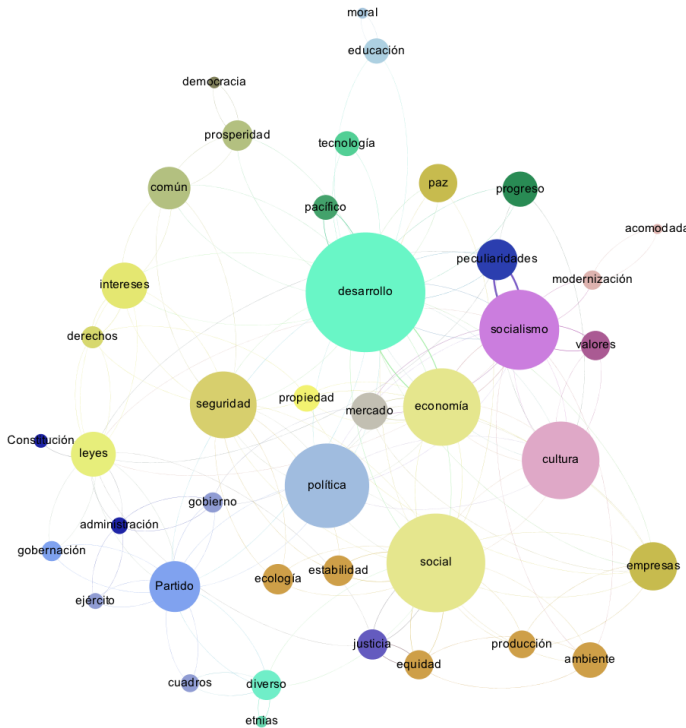 moral
educación
democracia
prosperidad
tecnología
común
paz
progreso
pacífico
acomodada
peculiaridades
modernización
intereses
desarrollo
socialismo
derechos
valores
propiedad
seguridad
mercado
economía
Constitución
leyes
cultura
política
gobierno
administración
gobernación
social
empresas
estabilidad
ecología
Partido
ejército
justicia
producción
equidad
ambiente
cuadros
diverso
etnias